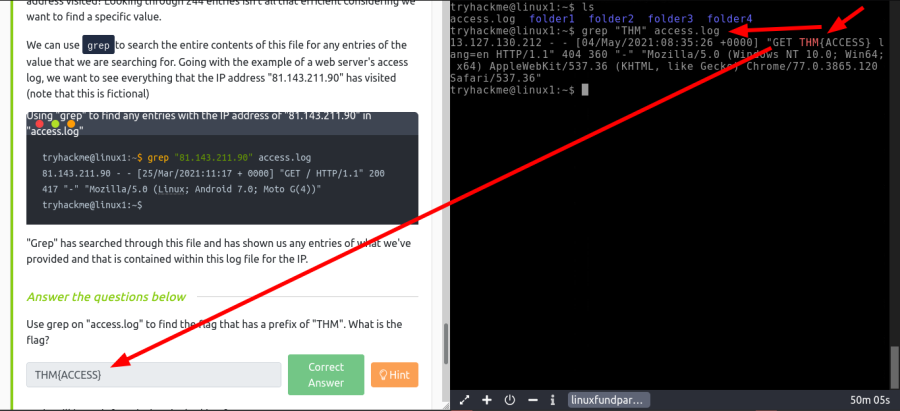 address visited! Looking through 244 entries isn't all that efficient considering we
want to find a specific value.
We can use grep to search the entire contents of this file for any entries of the
value that we are searching for. Going with the example of a web server's access
log, we want to see everything that the IP address "81.143.211.90" has visited
(note that this is fictional)
Using "grep" to find any entries with the IP address of "81.143.211.90" in
"access.log"
tryhackme@linux1:~$ grep "81.143.211.90" access.log
81.143.211.90 - - [25/Mar/2021:11:17 + 0000] "GET / HTTP/1.1" 200
417 "-" "Mozilla/5.0 (Linux; Android 7.0; Moto G(4))"
tryhackme@linux1:~$
"Grep" has searched through this file and has shown us any entries of what we've
provided and that is contained within this log file for the IP.
Answer the questions below
Use grep on "access.log" to find the flag that has a prefix of "THM". What is the
flag?
THM{ACCESS}
Correct
Answer
Hint
tryhackme@linux1:~$ ls
access.log folder1 folder2 folder3 folder4
tryhackme@linux1:~$ grep "THM" access.log
13.127.130.212 - - [04/May/2021:08:35:26 +0000] "GET THM{ACCESS} l
ang=en HTTP/1.1" 404 360 "-" "Mozilla/5.0 (Windows NT 10.0; Win64;
x64) AppleWebKit/537.36 (KHTML, like Gecko) Chrome/77.0.3865.120
Safari/537.36"
tryhackme@linux1:~$
linuxfundpar...
50m 05s